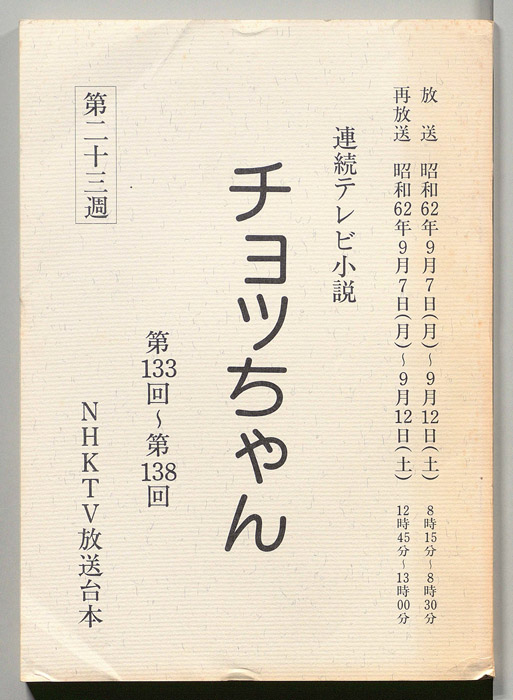 放送 昭和62年9月7日(月)～9月12日(土) 8時15分～8時30分
再放送 昭和62年9月7日(月)～9月12日(土) 12時45分～13時00分
連続テレビ小説
チョッちゃん
第133回～第138回
第二十三週
NHKTV放送台本